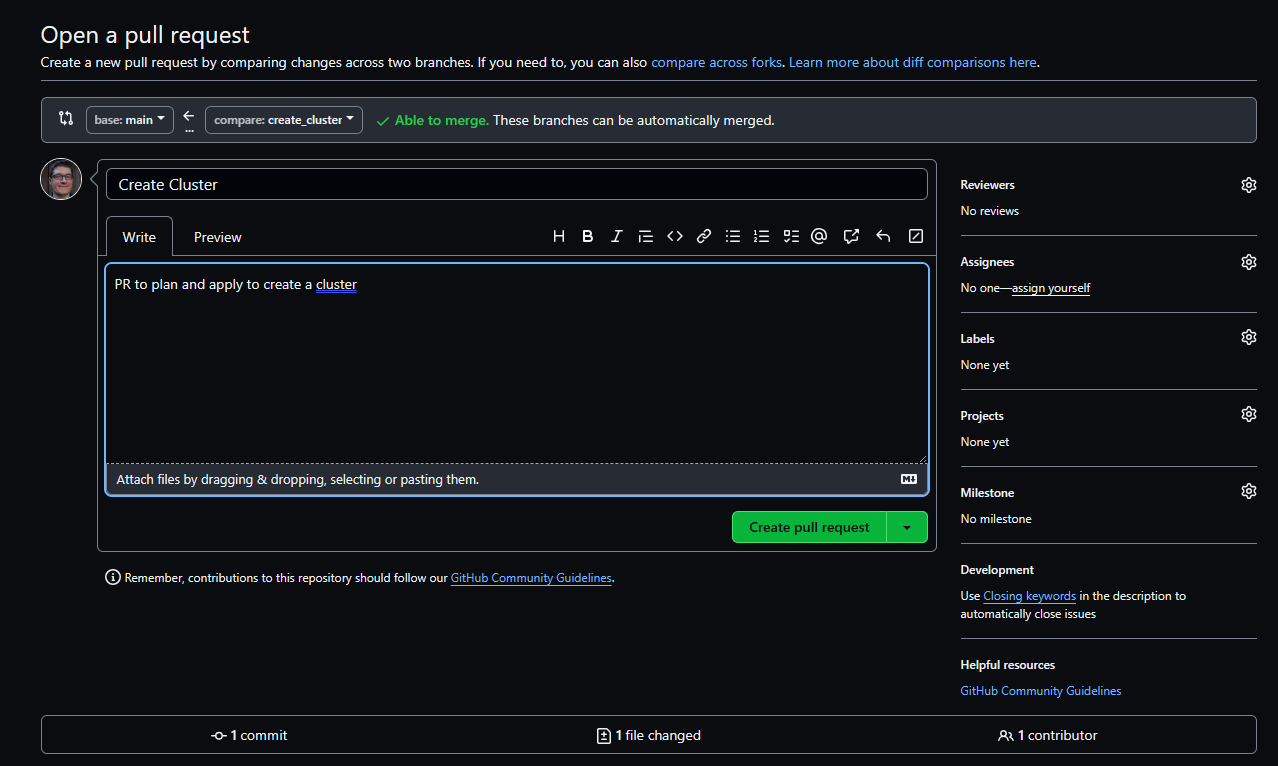 Open a pull request
Create a new pull request by comparing changes across two branches. If you need to, you can also compare across forks. Learn more about diff comparisons here.
base: main
...
compare: create_cluster
Able to merge. These branches can be automatically merged.
Create Cluster
Write
Preview
H B I @
PR to plan and apply to create a cluster
Attach files by dragging & dropping, selecting or pasting them.
Create pull request
Remember, contributions to this repository should follow our GitHub Community Guidelines.
Reviewers
No reviews
Assignees
No one—assign yourself
Labels
None yet
Projects
None yet
Milestone
No milestone
Development
Use Closing keywords in the description to
automatically close issues
Helpful resources
GitHub Community Guidelines
1 commit
1 file changed
1 contributor